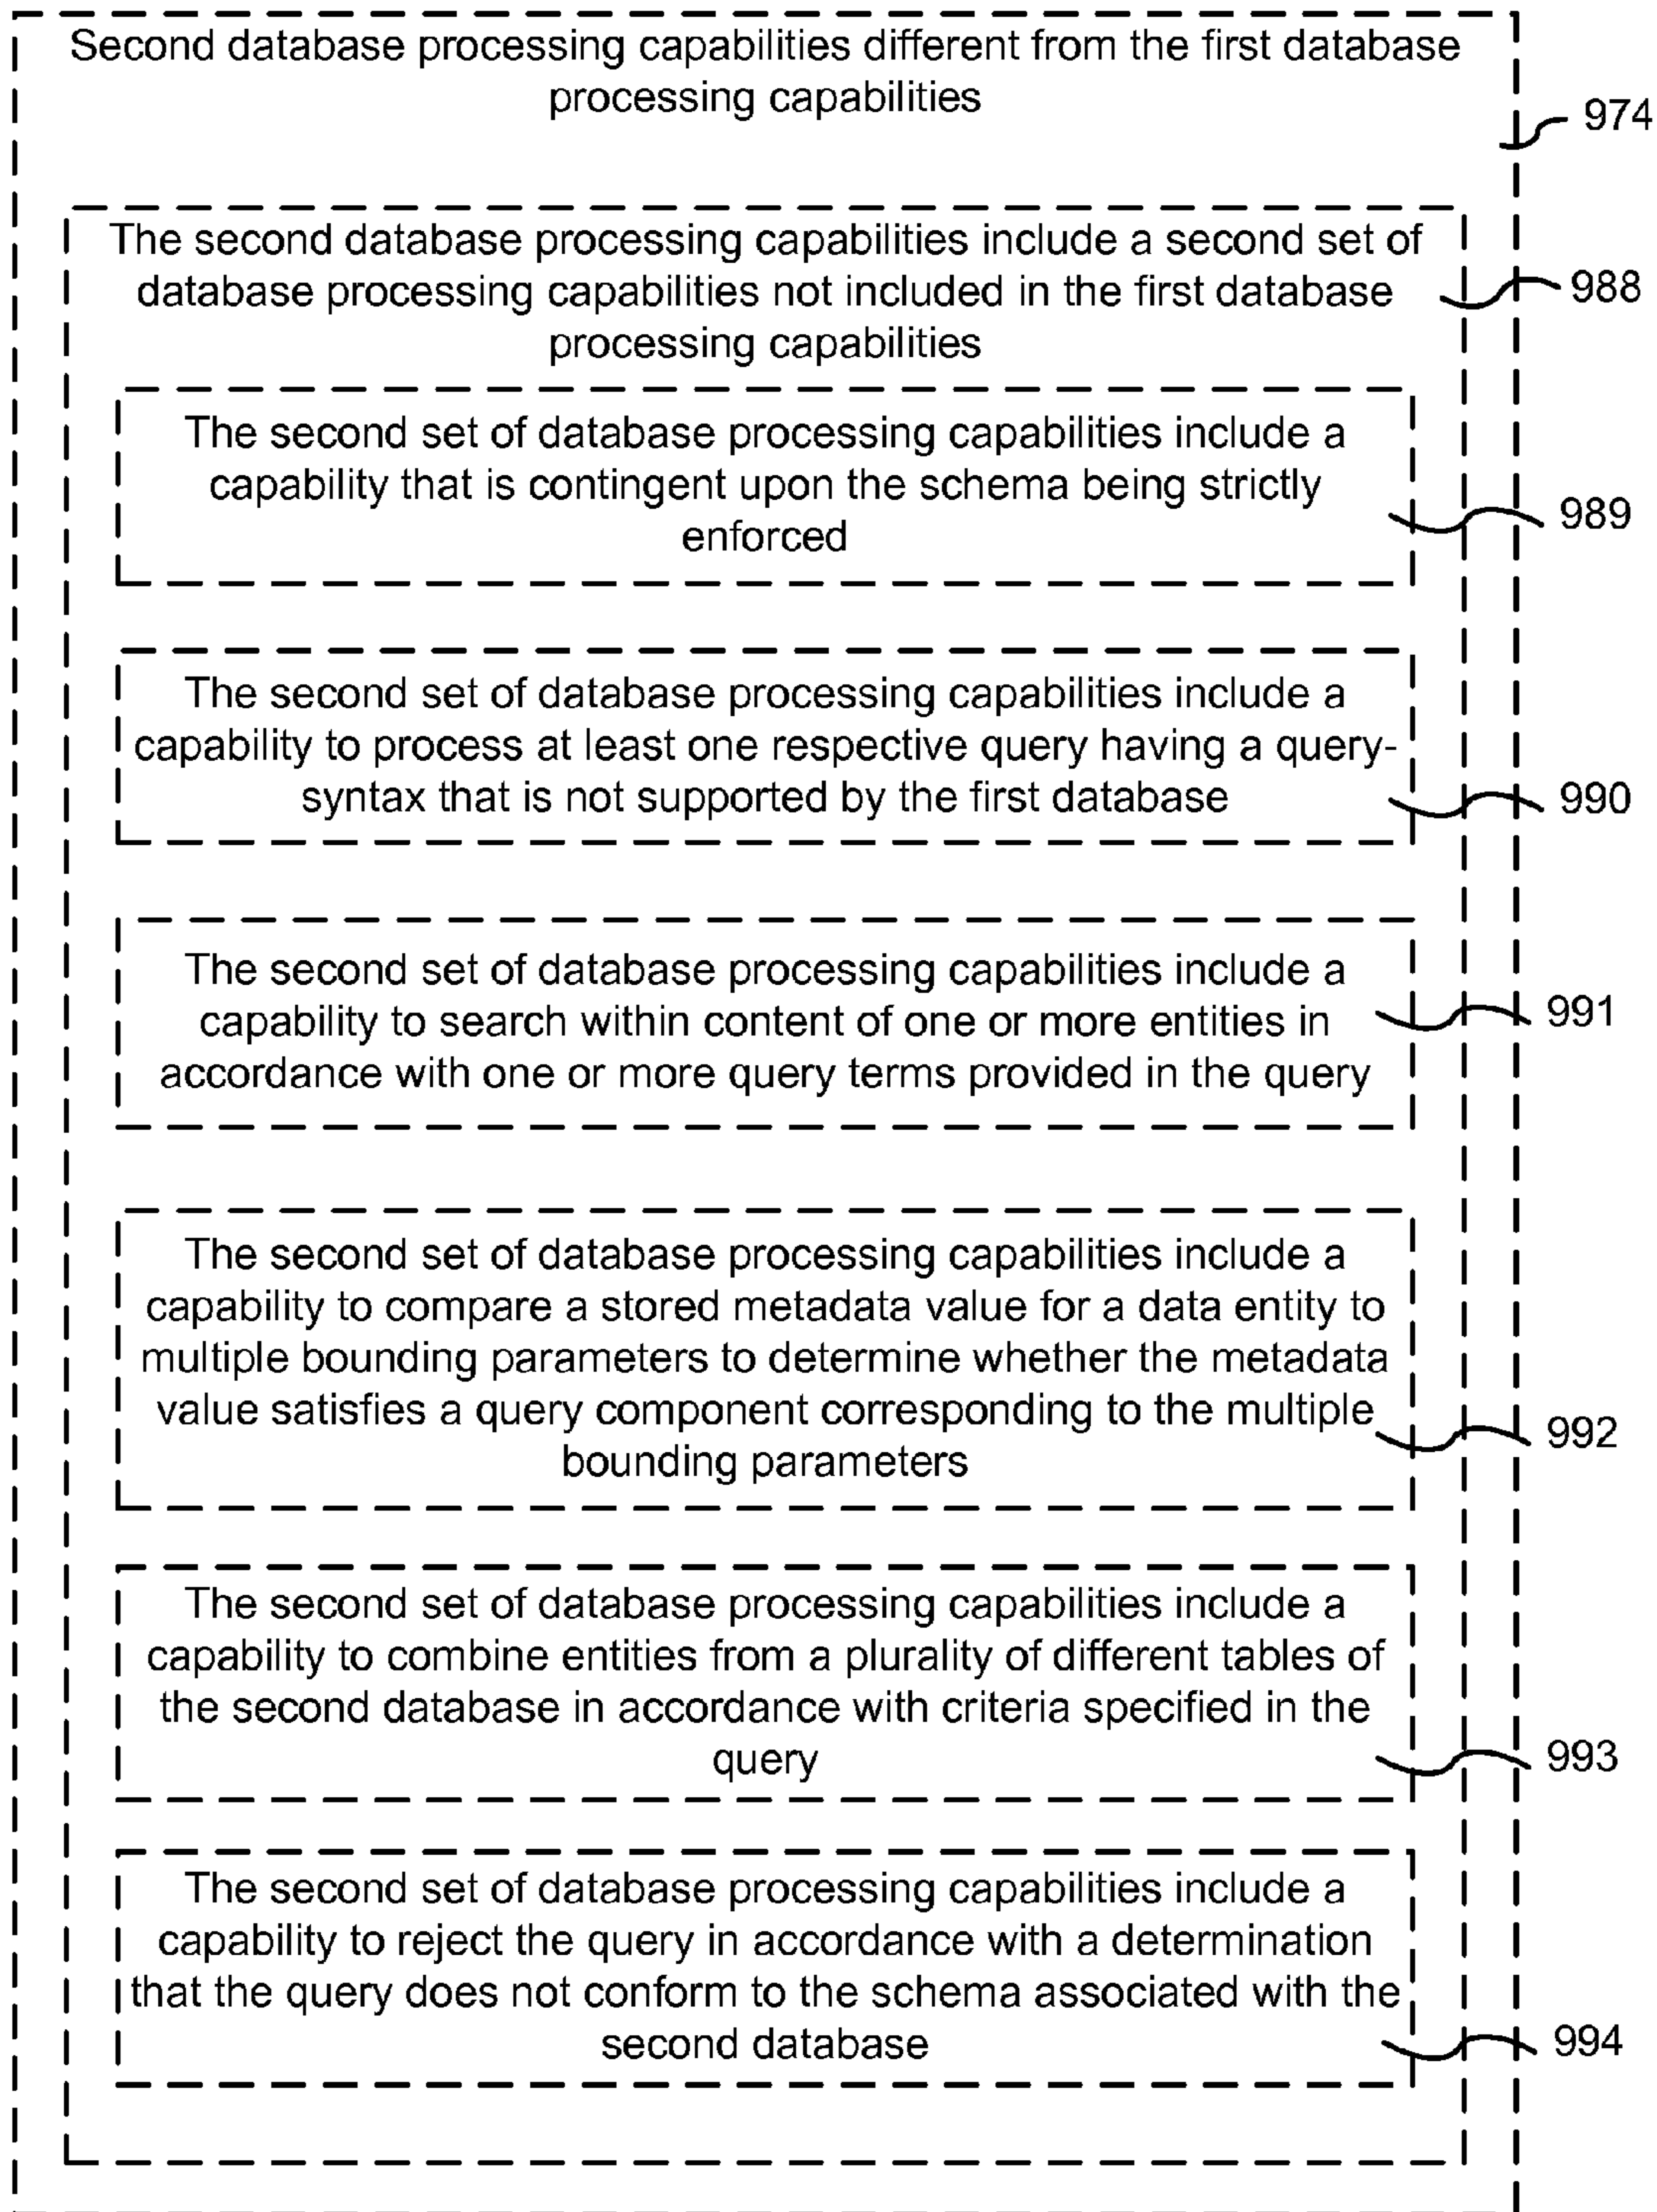 Second database processing capabilities different from the first database
processing capabilities
974
The second database processing capabilities include a second set of
database processing capabilities not included in the first database
processing capabilities
988
The second set of database processing capabilities include a
capability that is contingent upon the schema being strictly
enforced
989
The second set of database processing capabilities include a
capability to process at least one respective query having a query-
syntax that is not supported by the first database
990
The second set of database processing capabilities include a
capability to search within content of one or more entities in
accordance with one or more query terms provided in the query
991
The second set of database processing capabilities include a
capability to compare a stored metadata value for a data entity to
multiple bounding parameters to determine whether the metadata
value satisfies a query component corresponding to the multiple
bounding parameters
992
The second set of database processing capabilities include a
capability to combine entities from a plurality of different tables of
the second database in accordance with criteria specified in the
query
993
The second set of database processing capabilities include a
capability to reject the query in accordance with a determination
that the query does not conform to the schema associated with the
second database
994